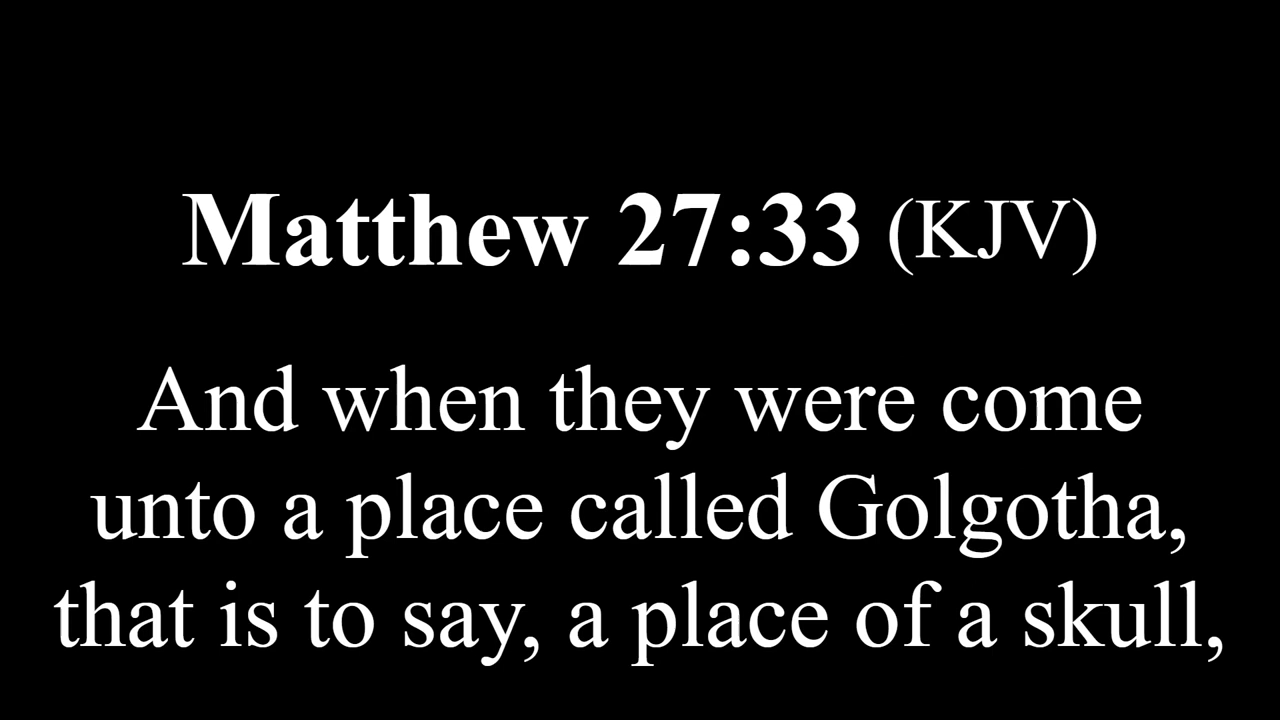 Matthew 27:33 (KJV)
And when they were come
unto a place called Golgotha,
that is to say, a place of a skull,